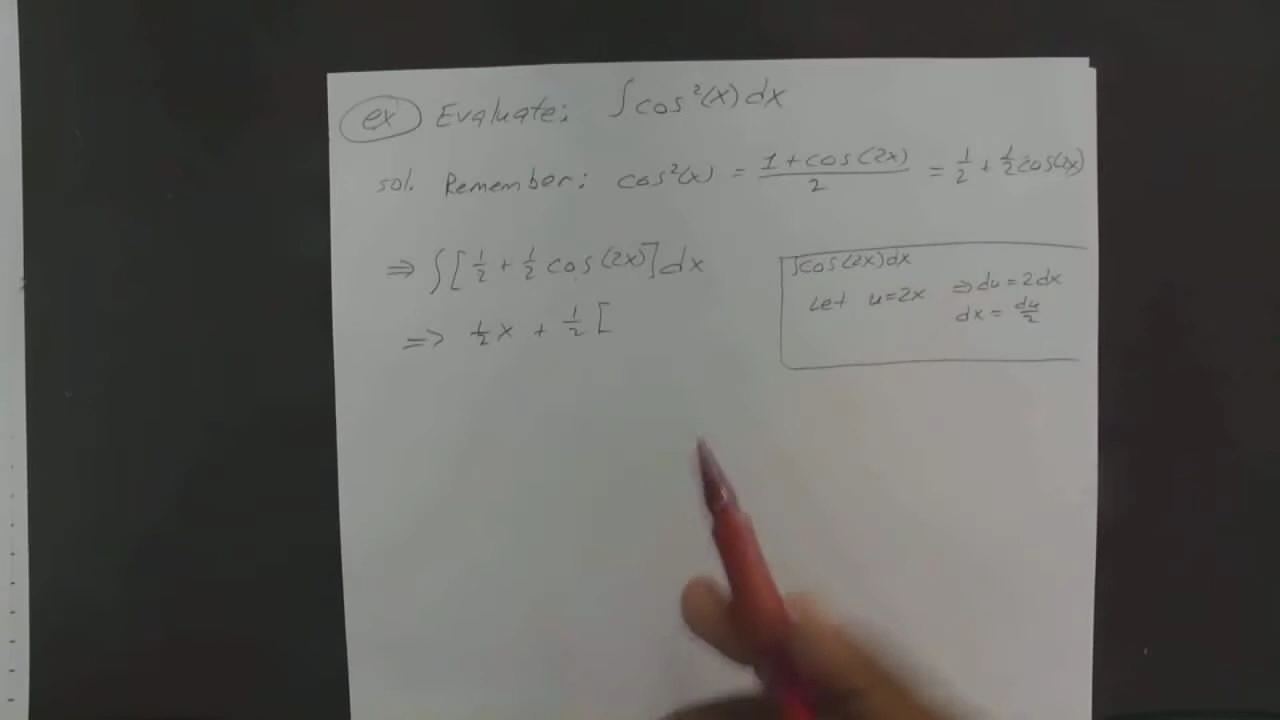 ex Evaluate: ∫cos²(x)dx
sol. Remember: cos²(x) = 1+cos(2x)/2 = 1/2 + 1/2 cos(2x)
⇒ ∫[1/2 + 1/2 cos(2x)]dx
⇒ 1/2 x + 1/2 [
∫cos(2x)dx
Let u=2x ⇒ du=2dx
dx = du/2